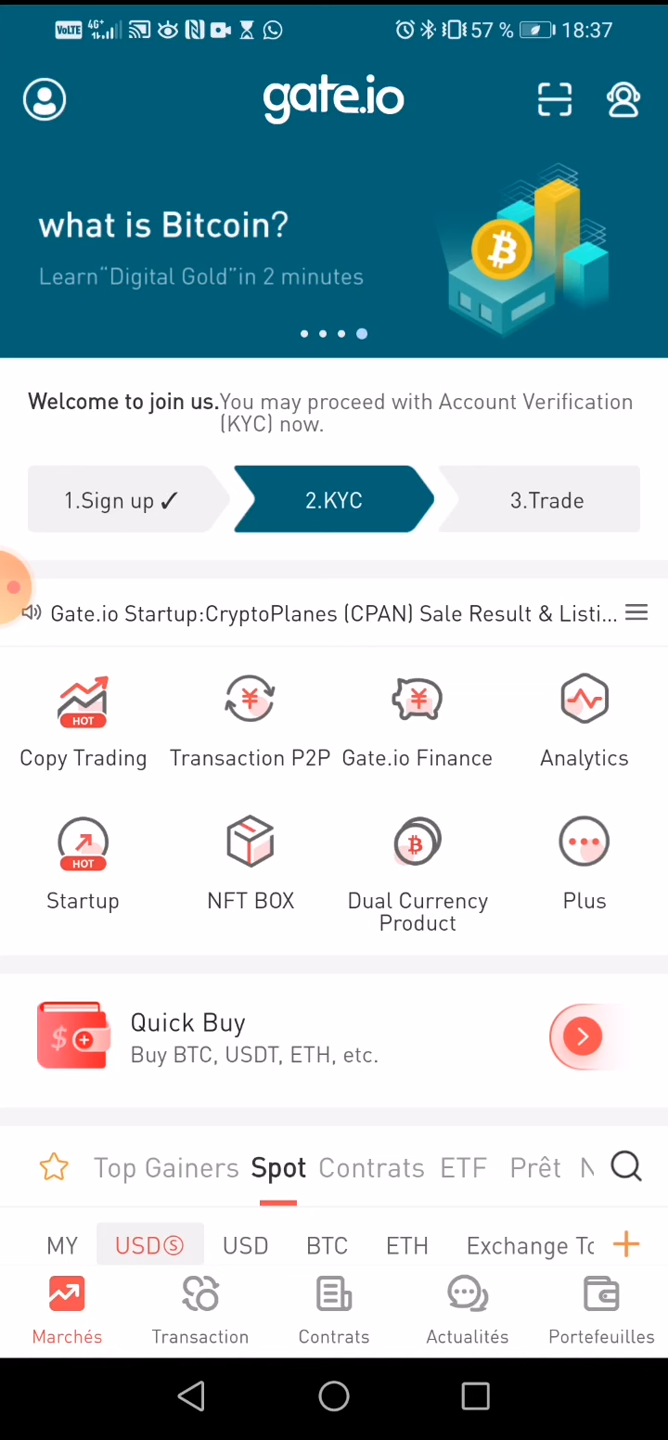 VoLTE 4G+ 57 % 18:37
gate.io
what is Bitcoin?
Learn"Digital Gold"in 2 minutes
Welcome to join us.You may proceed with Account Verification
(KYC) now.
1.Sign up ✓ 2.KYC 3.Trade
Gate.io Startup:CryptoPlanes (CPAN) Sale Result & Listi...
HOT
Copy Trading Transaction P2P Gate.io Finance Analytics
HOT
Startup NFT BOX Dual Currency Plus
Product
Quick Buy
Buy BTC, USDT, ETH, etc.
Top Gainers Spot Contrats ETF Prêt N
MY USDⓈ USD BTC ETH Exchange To
Marchés Transaction Contrats Actualités Portefeuilles